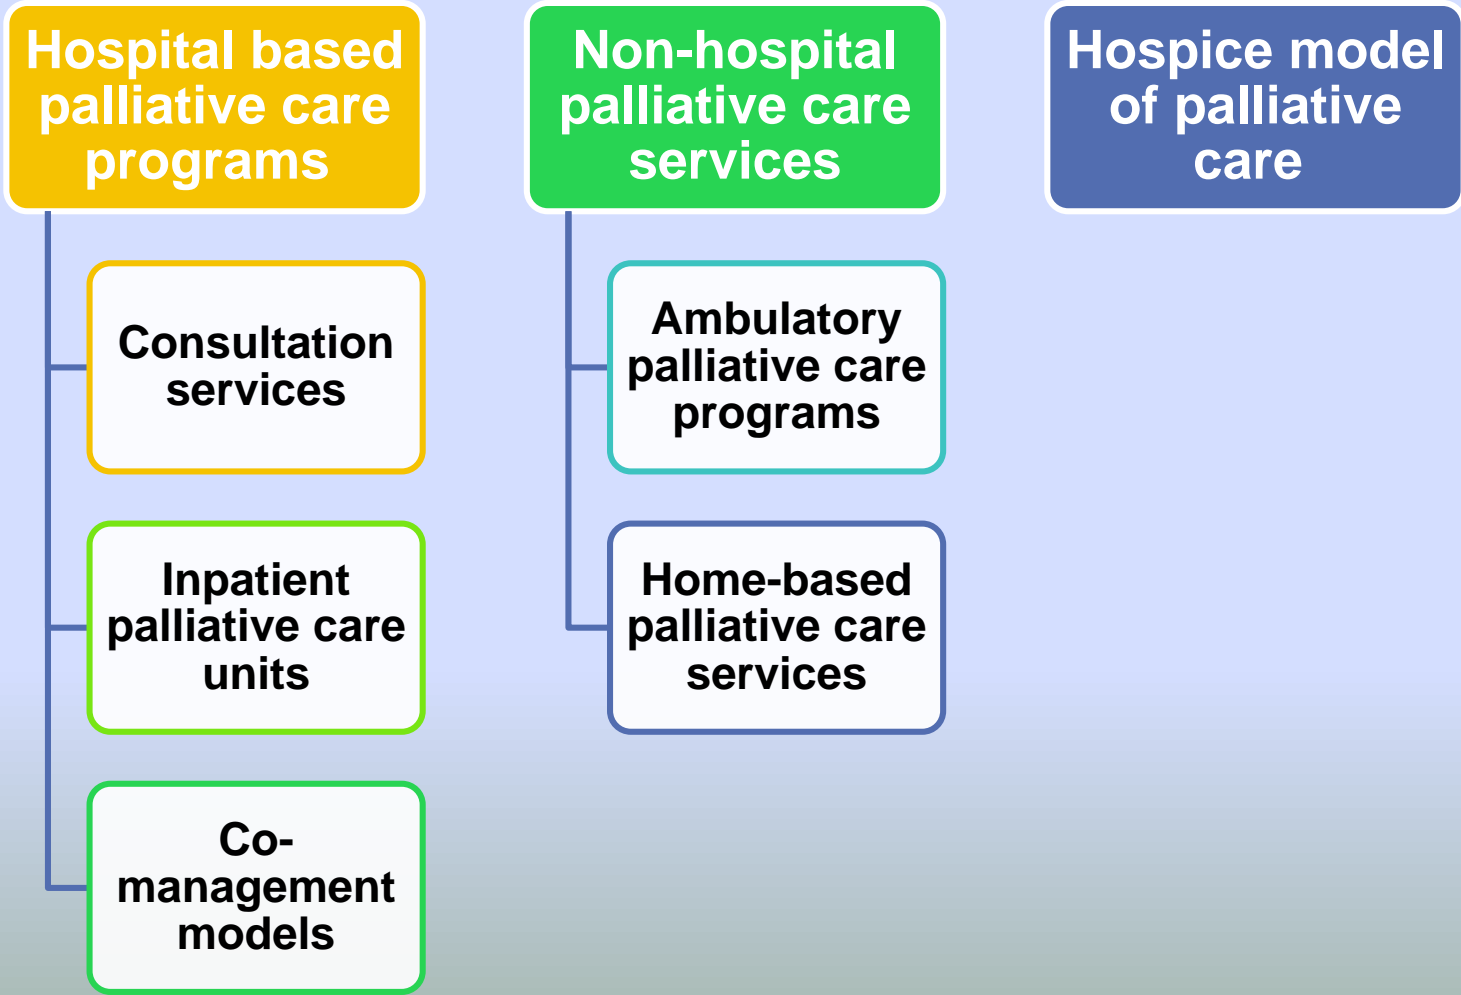 Hospital based
palliative care
programs
Consultation
services
Inpatient
palliative care
units
Co-
management
models
Non-hospital
palliative care
services
Ambulatory
palliative care
programs
Home-based
palliative care
services
Hospice model
of palliative
care